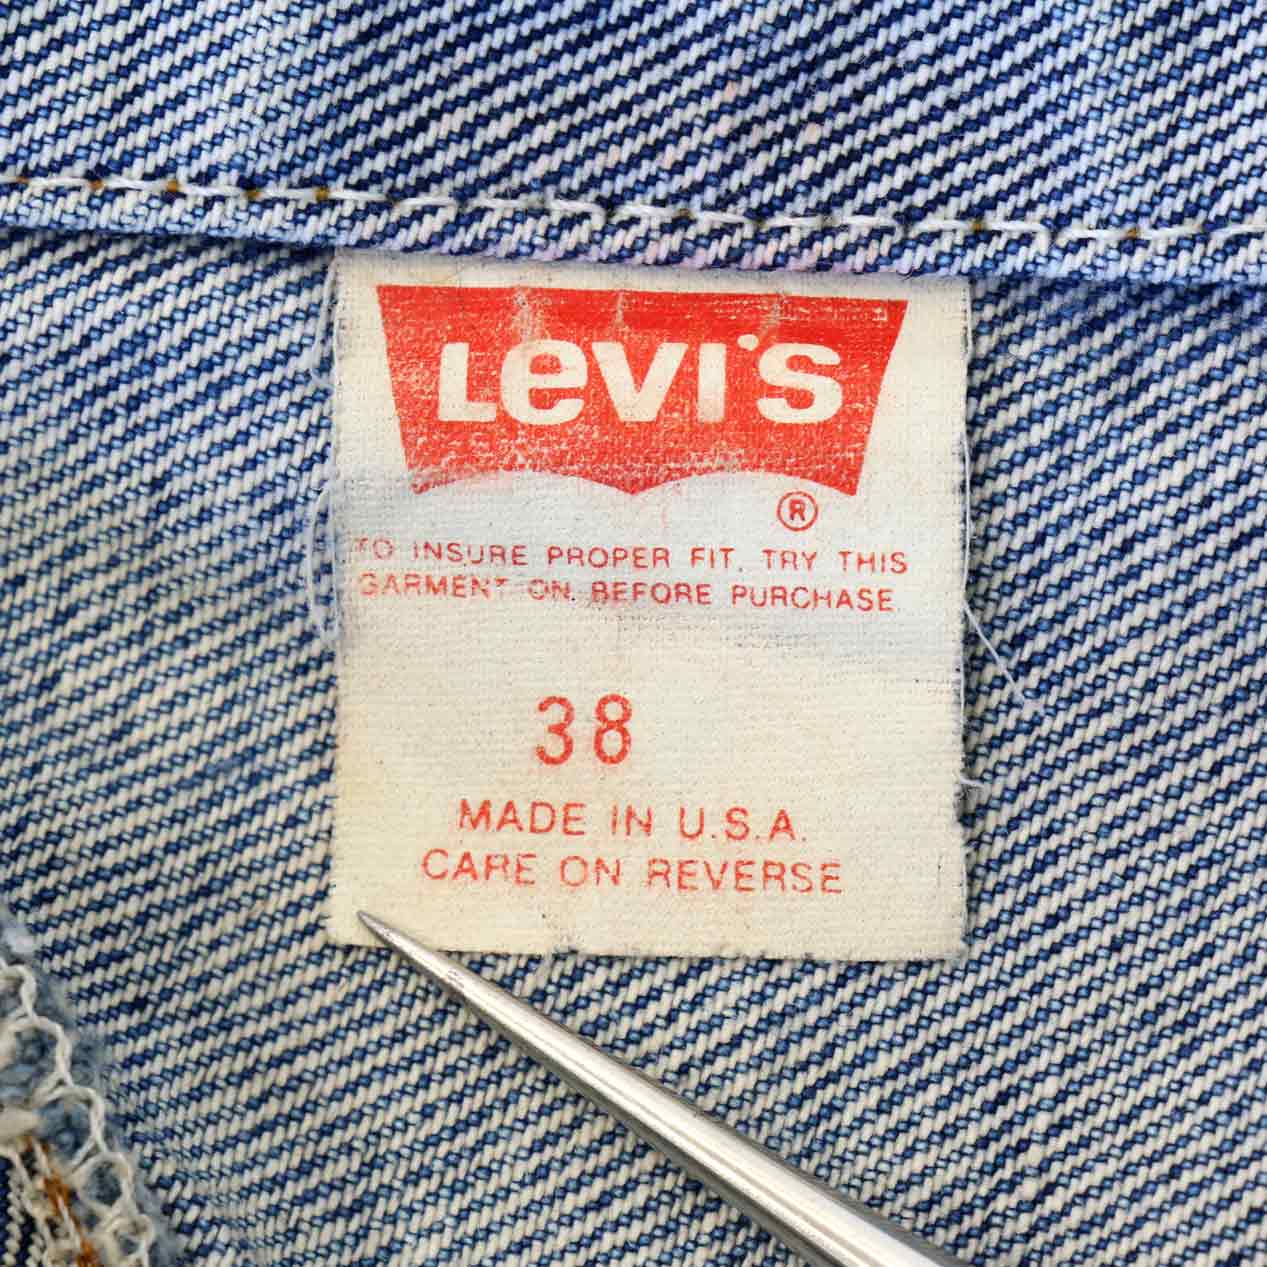 Levi's
®
TO INSURE PROPER FIT, TRY THIS
GARMENT ON BEFORE PURCHASE
38
MADE IN U.S.A.
CARE ON REVERSE